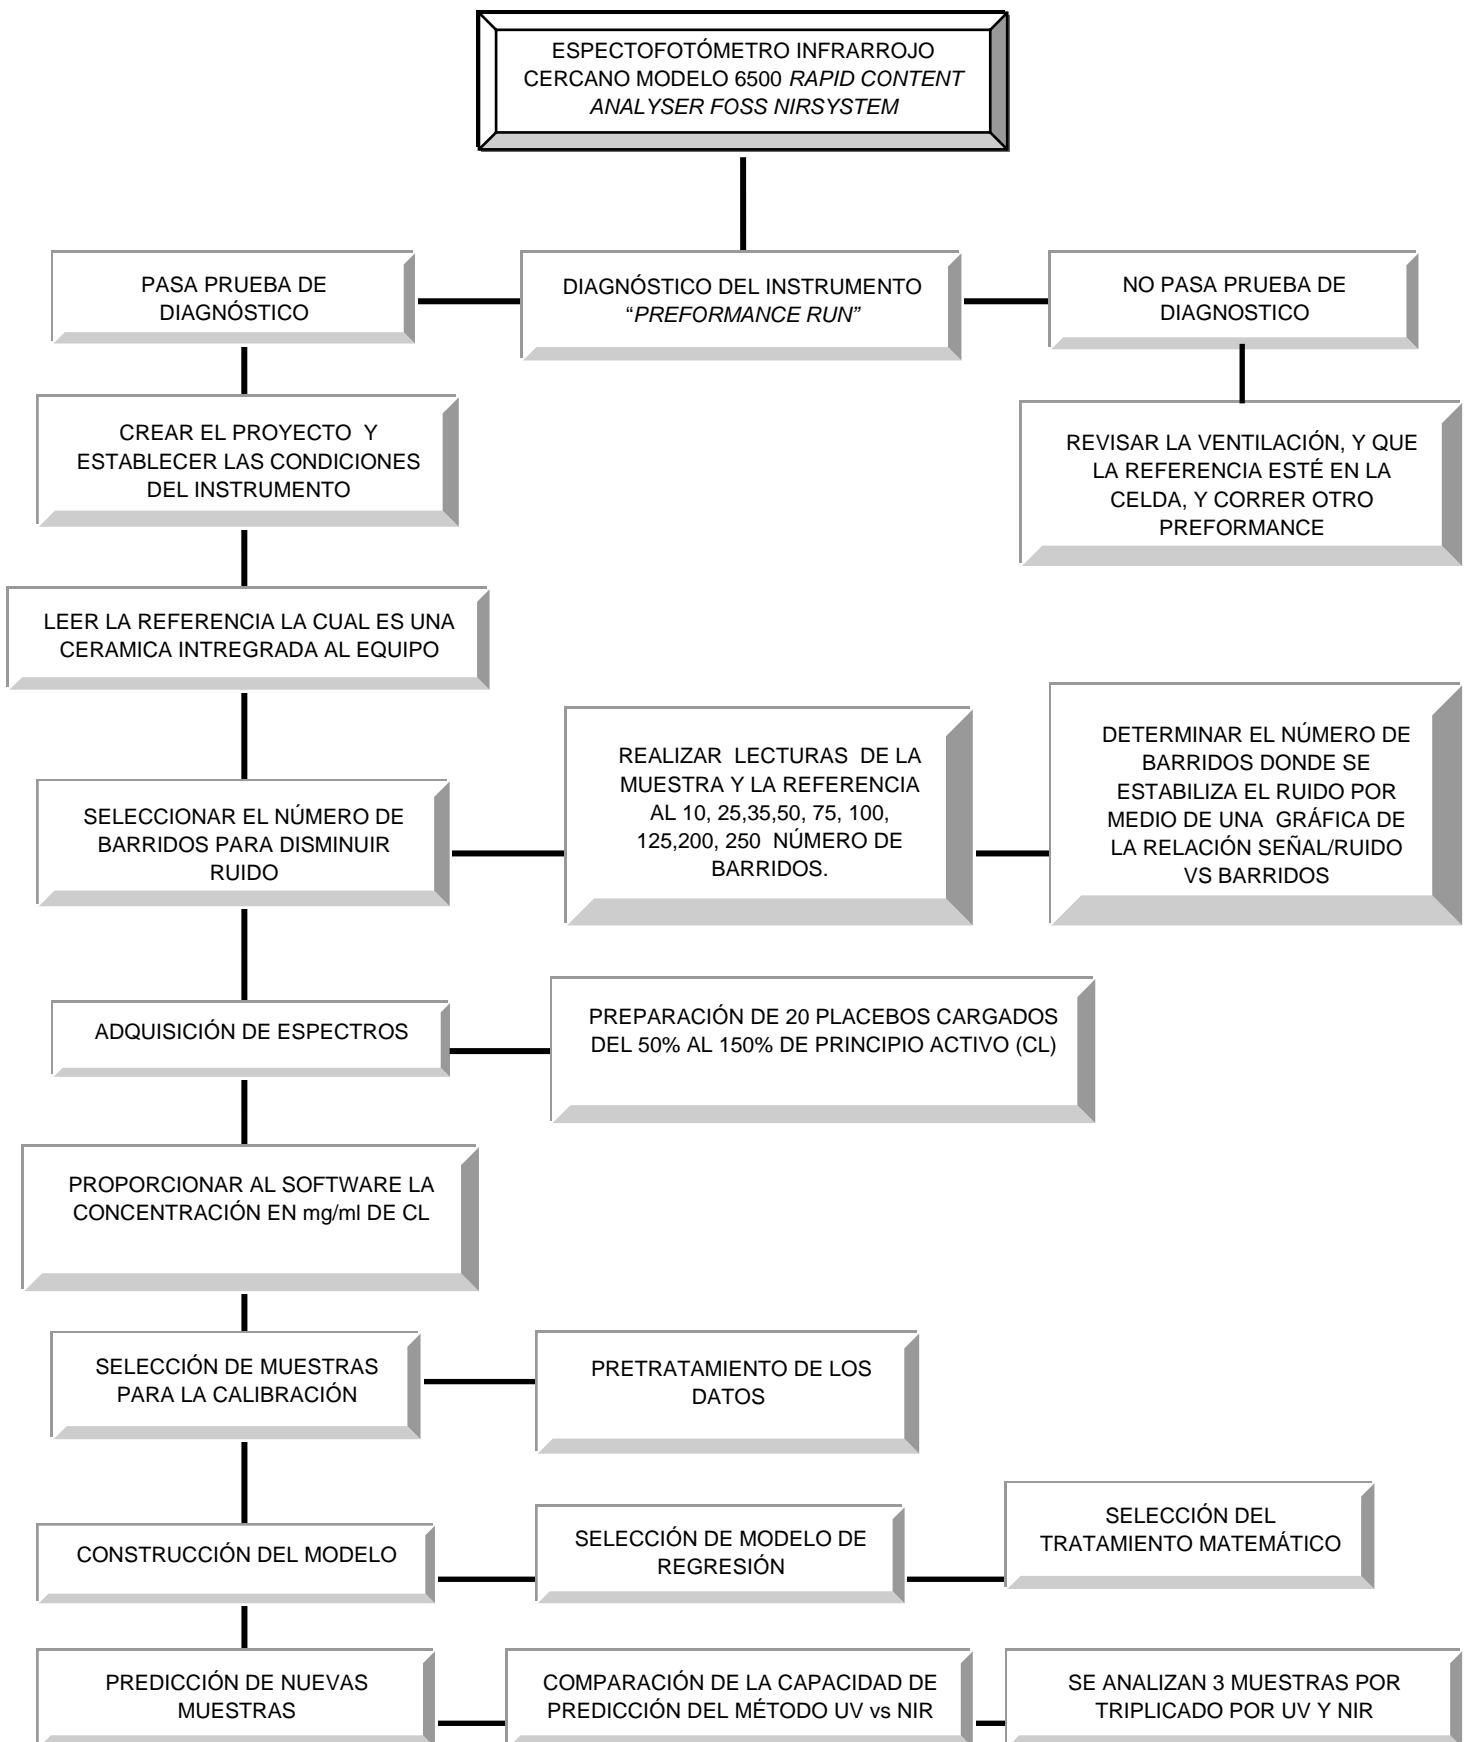 ESPECTOFOTÓMETRO INFRARROJO
CERCANO MODELO 6500 RAPID CONTENT
ANALYSER FOSS NIRSYSTEM
PASA PRUEBA DE
DIAGNÓSTICO
DIAGNÓSTICO DEL INSTRUMENTO
“PREFORMANCE RUN”
NO PASA PRUEBA DE
DIAGNOSTICO
CREAR EL PROYECTO Y
ESTABLECER LAS CONDICIONES
DEL INSTRUMENTO
REVISAR LA VENTILACIÓN, Y QUE
LA REFERENCIA ESTÉ EN LA
CELDA, Y CORRER OTRO
PREFORMANCE
LEER LA REFERENCIA LA CUAL ES UNA
CERAMICA INTREGRADA AL EQUIPO
SELECCIONAR EL NÚMERO DE
BARRIDOS PARA DISMINUIR
RUIDO
REALIZAR LECTURAS DE LA
MUESTRA Y LA REFERENCIA
AL 10, 25,35,50, 75, 100,
125,200, 250 NÚMERO DE
BARRIDOS.
DETERMINAR EL NÚMERO DE
BARRIDOS DONDE SE
ESTABILIZA EL RUIDO POR
MEDIO DE UNA GRÁFICA DE
LA RELACIÓN SEÑAL/RUIDO
VS BARRIDOS
ADQUISICIÓN DE ESPECTROS
PREPARACIÓN DE 20 PLACEBOS CARGADOS
DEL 50% AL 150% DE PRINCIPIO ACTIVO (CL)
PROPORCIONAR AL SOFTWARE LA
CONCENTRACIÓN EN mg/ml DE CL
SELECCIÓN DE MUESTRAS
PARA LA CALIBRACIÓN
PRETRATAMIENTO DE LOS
DATOS
CONSTRUCCIÓN DEL MODELO
SELECCIÓN DE MODELO DE
REGRESIÓN
SELECCIÓN DEL
TRATAMIENTO MATEMÁTICO
PREDICCIÓN DE NUEVAS
MUESTRAS
COMPARACIÓN DE LA CAPACIDAD DE
PREDICCIÓN DEL MÉTODO UV vs NIR
SE ANALIZAN 3 MUESTRAS POR
TRIPLICADO POR UV Y NIR